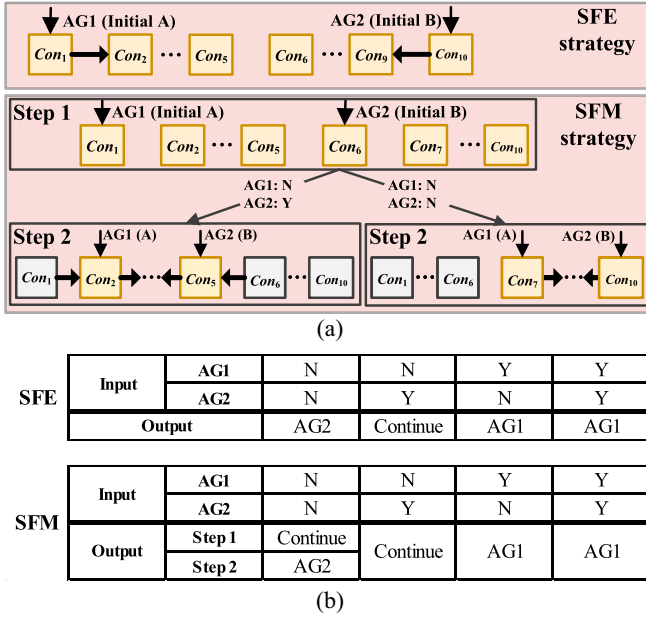 AG1 (Initial A) AG2 (Initial B) SFE
strategy
Con1 Con2 ··· Con5 Con6 ··· Con9 Con10
Step 1 AG1 (Initial A) AG2 (Initial B) SFM
strategy
Con1 Con2 ··· Con5 Con6 Con7 ··· Con10
AG1: N AG1: N
AG2: Y AG2: N
Step 2 AG1 (A) AG2 (B) Step 2 AG1 (A) AG2 (B)
Con1 Con2 ··· Con5 Con6 ··· Con10 Con1 ··· Con6 Con7 ··· Con10
(a)
SFE Input AG1 N N Y Y
AG2 N Y N Y
Output AG2 Continue AG1 AG1
SFM Input AG1 N N Y Y
AG2 N Y N Y
Output Step 1 Continue Continue AG1 AG1
Step 2 AG2
(b)